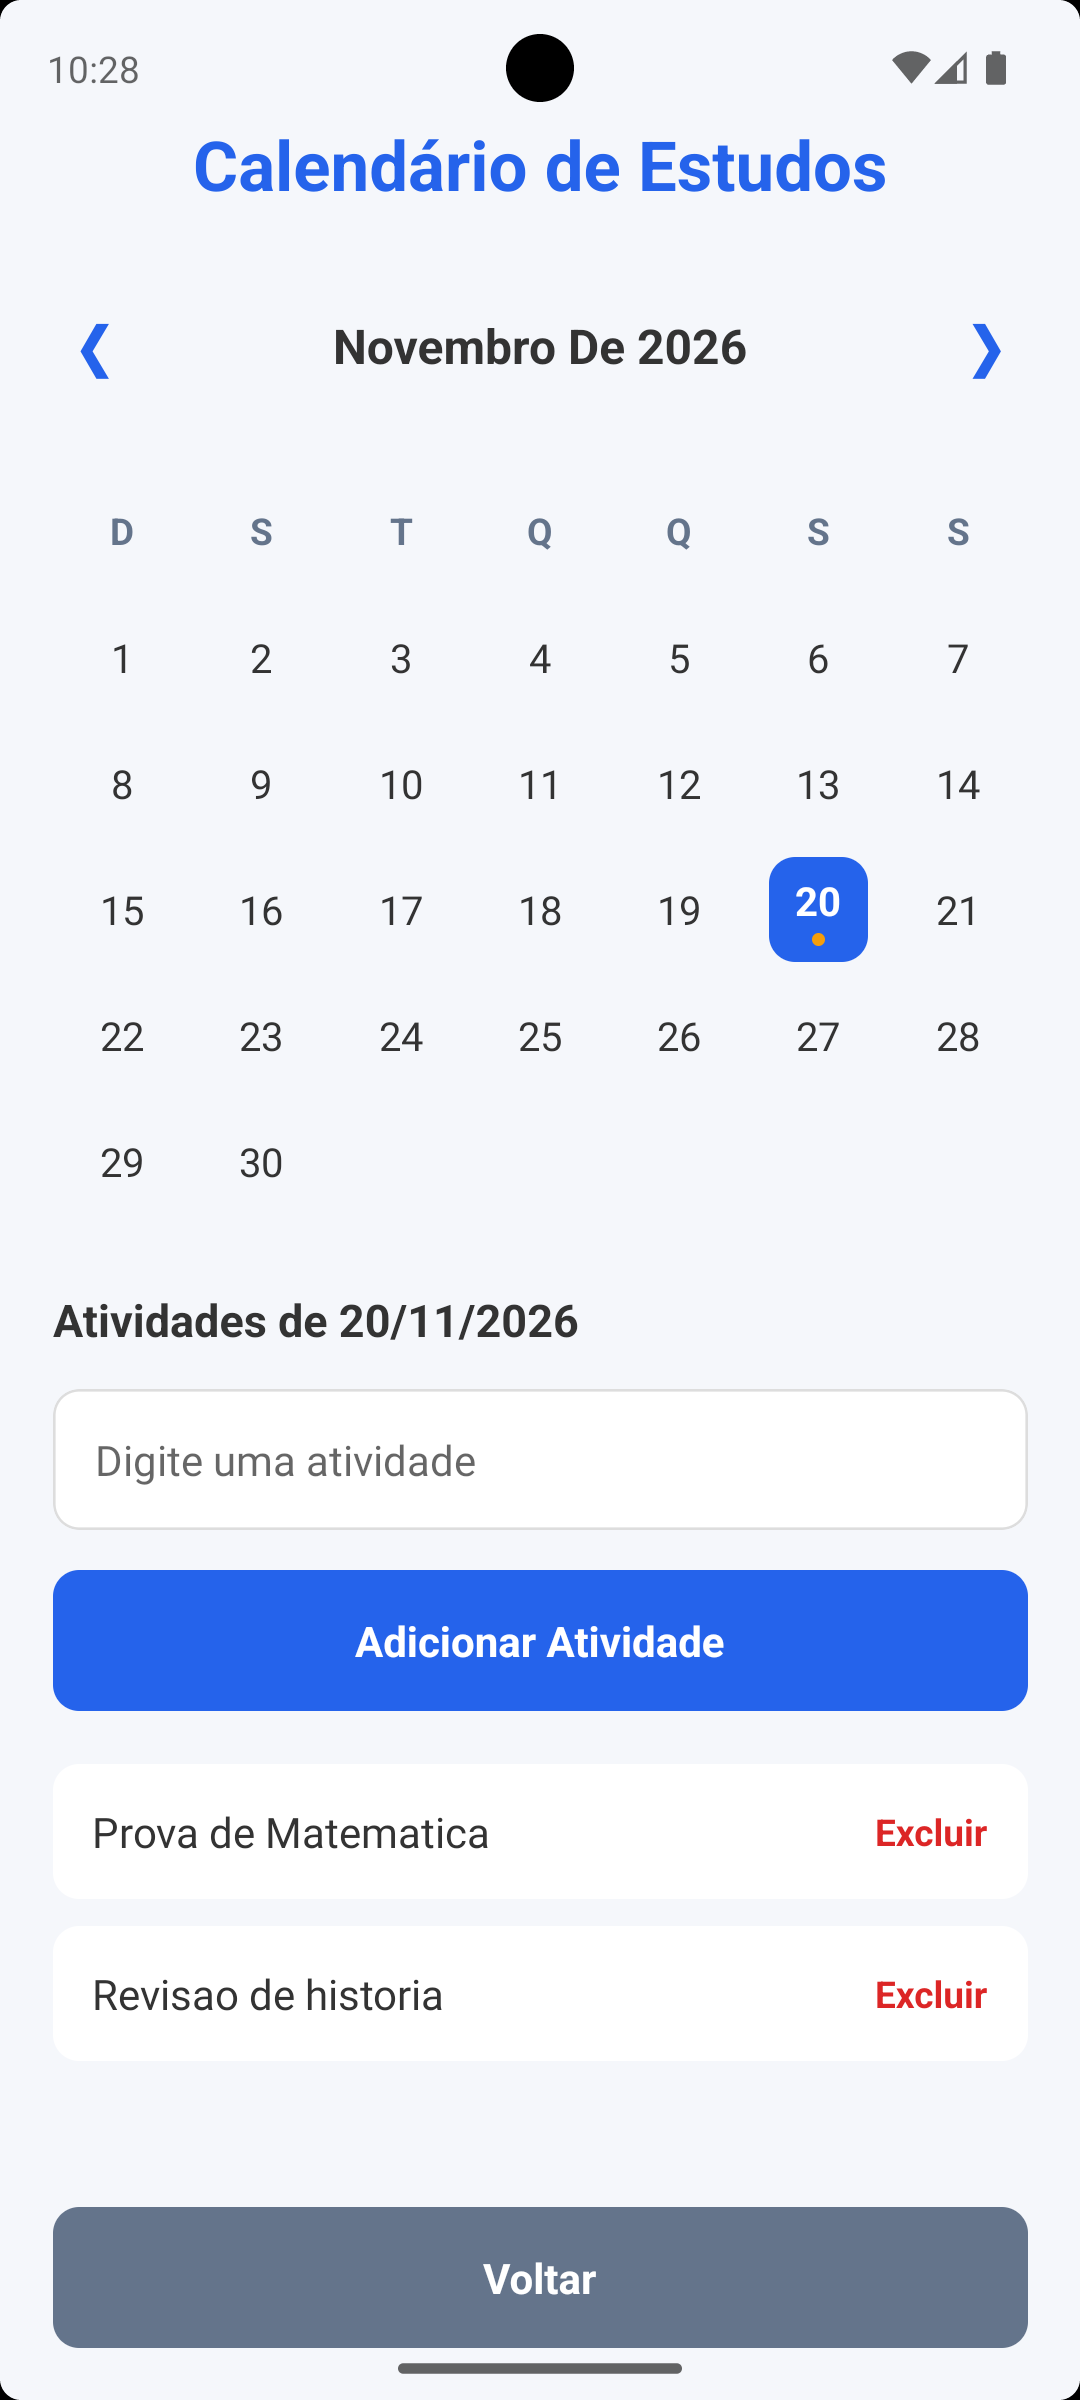 10:28
Calendário de Estudos
❮ Novembro De 2026 ❯
D S T Q Q S S
1 2 3 4 5 6 7
8 9 10 11 12 13 14
15 16 17 18 19 20 21
22 23 24 25 26 27 28
29 30
Atividades de 20/11/2026
Digite uma atividade
Adicionar Atividade
Prova de Matematica Excluir
Revisao de historia Excluir
Voltar